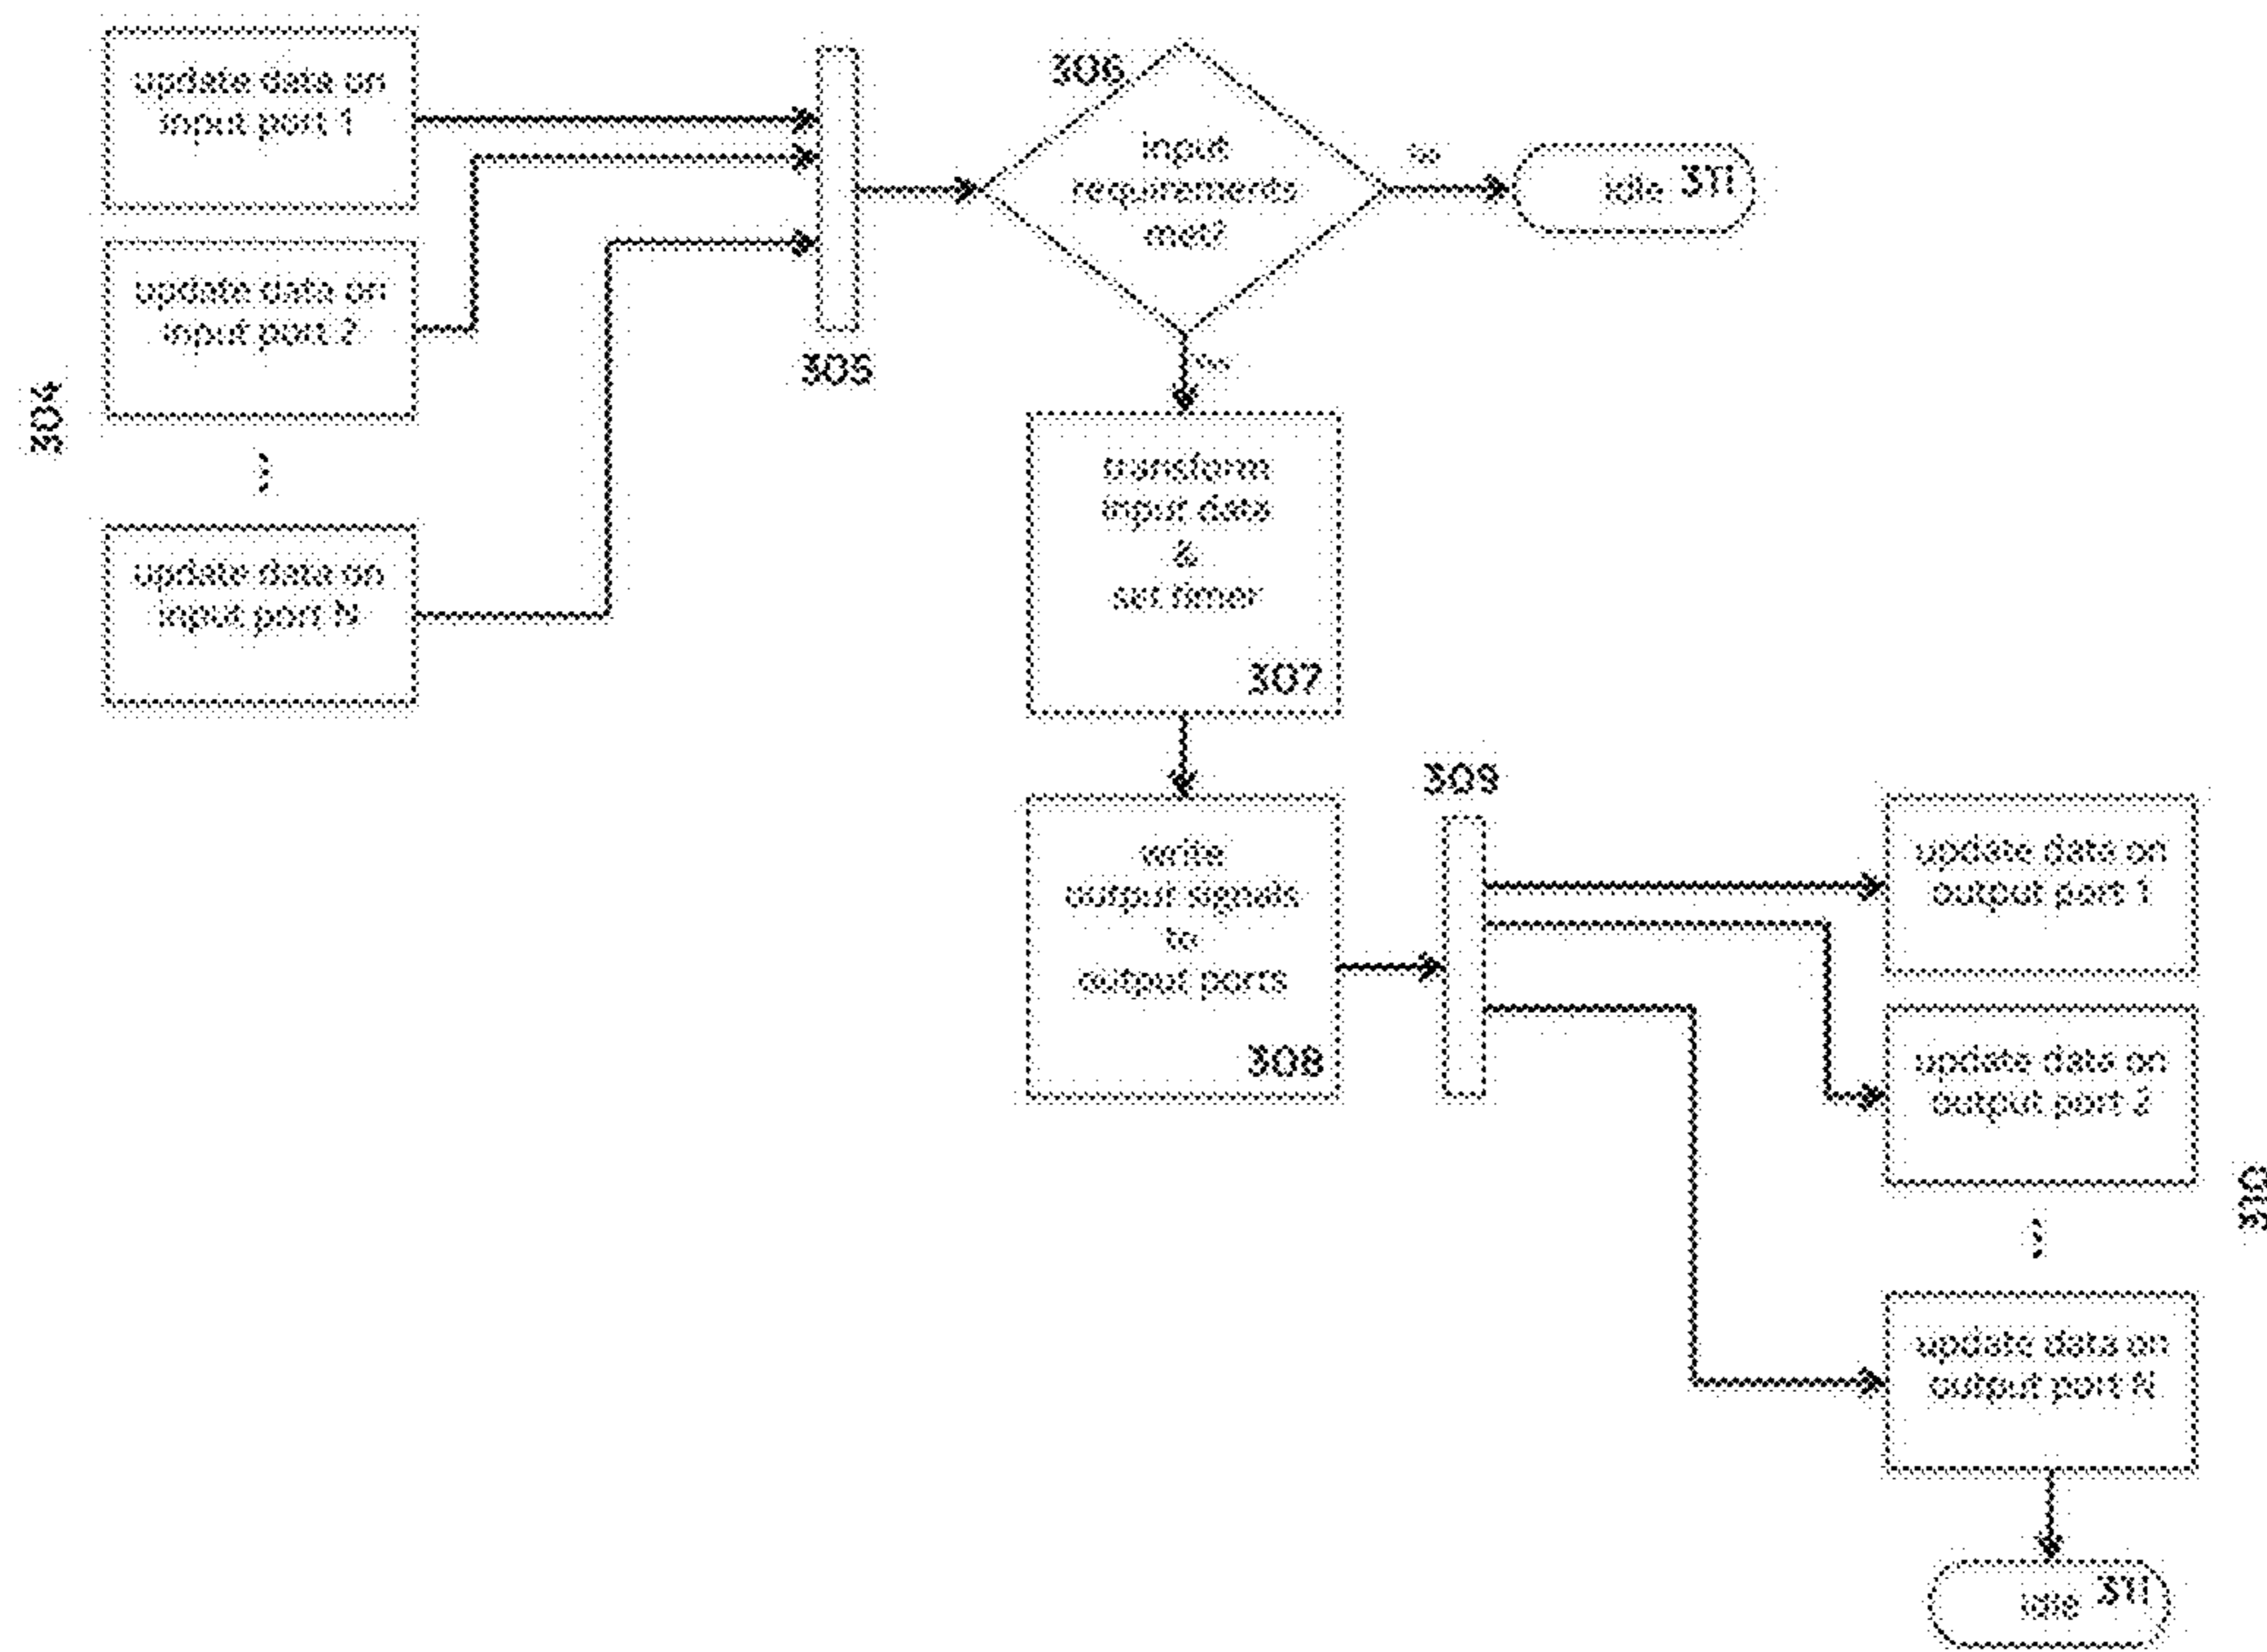 update data on
input port 1
update data on
input port 2
304
update data on
input port N
305
306
input
requirements
met?
no
idle 311
yes
transform
input data
&
set timer
307
write
output signals
to
output ports
308
309
update data on
output port 1
update data on
output port 2
310
update data on
output port
idle 311